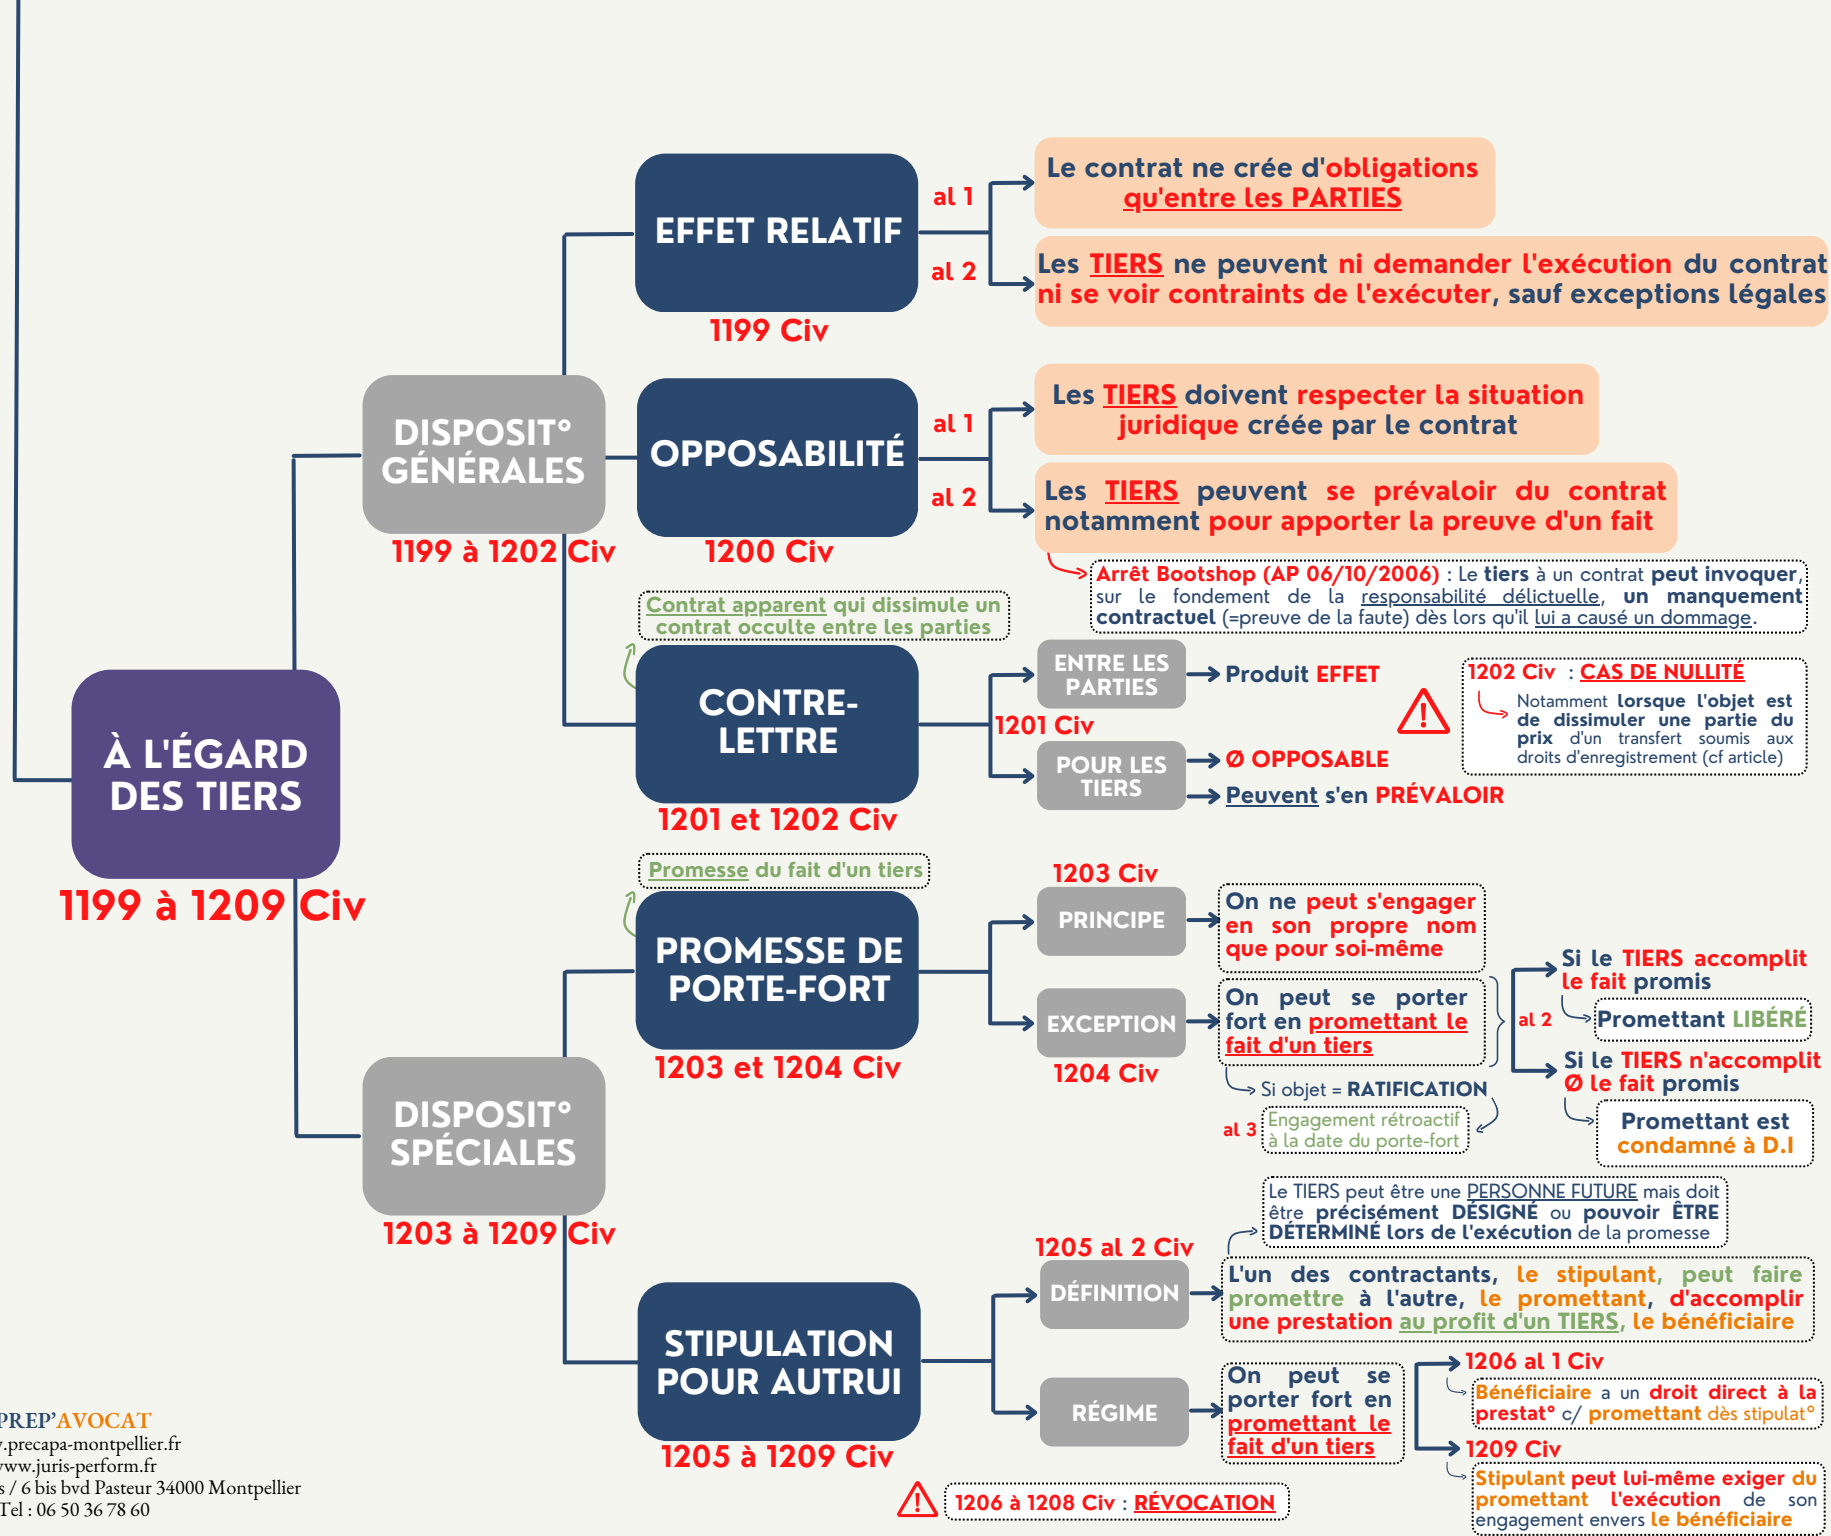 À L'ÉGARD
DES TIERS
1199 à 1209 Civ
DISPOSIT°
GÉNÉRALES
1199 à 1202 Civ
EFFET RELATIF
1199 Civ
al 1
Le contrat ne crée d'obligations
qu'entre les PARTIES
al 2
Les TIERS ne peuvent ni demander l'exécution du contrat
ni se voir contraints de l'exécuter, sauf exceptions légales
OPPOSABILITÉ
1200 Civ
al 1
Les TIERS doivent respecter la situation
juridique créée par le contrat
al 2
Les TIERS peuvent se prévaloir du contrat
notamment pour apporter la preuve d'un fait
Arrêt Bootshop (AP 06/10/2006) : Le tiers à un contrat peut invoquer,
sur le fondement de la responsabilité délictuelle, un manquement
contractuel (=preuve de la faute) dès lors qu'il lui a causé un dommage.
Contrat apparent qui dissimule un
contrat occulte entre les parties
CONTRE-
LETTRE
1201 et 1202 Civ
1201 Civ
ENTRE LES
PARTIES
Produit EFFET
POUR LES
TIERS
Ø OPPOSABLE
Peuvent s'en PRÉVALOIR
1202 Civ : CAS DE NULLITÉ
Notamment lorsque l'objet est
de dissimuler une partie du
prix d'un transfert soumis aux
droits d'enregistrement (cf article)
DISPOSIT°
SPÉCIALES
1203 à 1209 Civ
Promesse du fait d'un tiers
PROMESSE DE
PORTE-FORT
1203 et 1204 Civ
1203 Civ
PRINCIPE
On ne peut s'engager
en son propre nom
que pour soi-même
EXCEPTION
1204 Civ
On peut se porter
fort en promettant le
fait d'un tiers
al 2
Si le TIERS accomplit
le fait promis
Promettant LIBÉRÉ
Si le TIERS n'accomplit
Ø le fait promis
Promettant est
condamné à D.I
Si objet = RATIFICATION
al 3
Engagement rétroactif
à la date du porte-fort
STIPULATION
POUR AUTRUI
1205 à 1209 Civ
1205 al 2 Civ
DÉFINITION
Le TIERS peut être une PERSONNE FUTURE mais doit
être précisément DÉSIGNÉ ou pouvoir ÊTRE
DÉTERMINÉ lors de l'exécution de la promesse
L'un des contractants, le stipulant, peut faire
promettre à l'autre, le promettant, d'accomplir
une prestation au profit d'un TIERS, le bénéficiaire
RÉGIME
On peut se
porter fort en
promettant le
fait d'un tiers
1206 al 1 Civ
Bénéficiaire a un droit direct à la
prestat° c/ promettant dès stipulat°
1209 Civ
Stipulant peut lui-même exiger du
promettant l'exécution de son
engagement envers le bénéficiaire
1206 à 1208 Civ : RÉVOCATION
PREP'AVOCAT
.precapa-montpellier.fr
www.juris-perform.fr
s / 6 bis bvd Pasteur 34000 Montpellier
Tel : 06 50 36 78 60